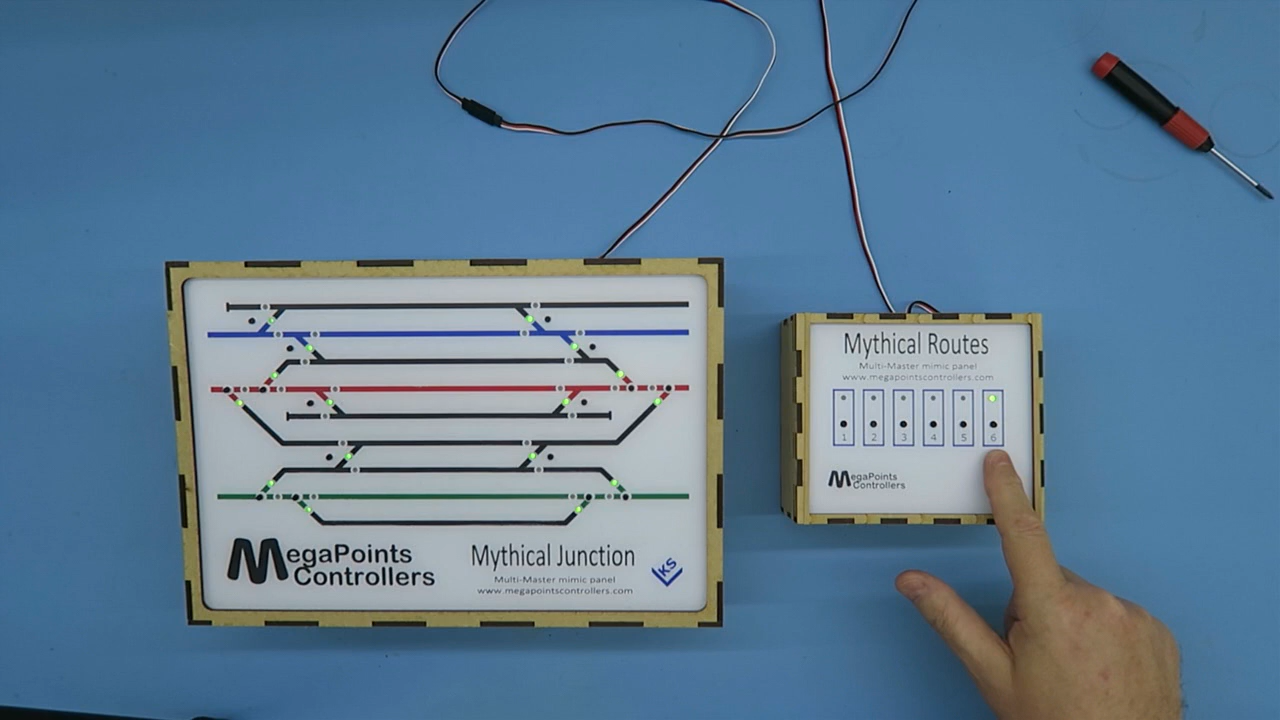 MegaPoints
Controllers
Mythical Junction
Multi-Master mimic panel
www.megapointscontrollers.com
KS
Mythical Routes
Multi-Master mimic panel
www.megapointscontrollers.com
1 2 3 4 5 6
MegaPoints
Controllers